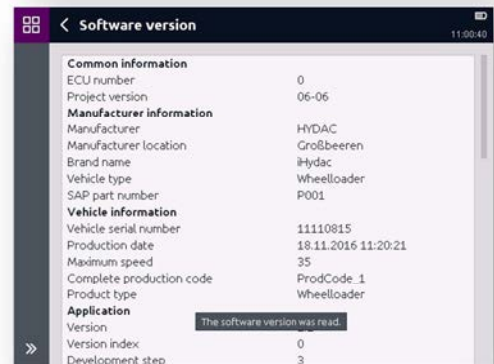 Software version
11:00:40
Common information
ECU number 0
Project version 06-06
Manufacturer information
Manufacturer HYDAC
Manufacturer location Großbeeren
Brand name iHydac
Vehicle type Wheelloader
SAP part number P001
Vehicle information
Vehicle serial number 11110815
Production date 18.11.2016 11:20:21
Maximum speed 35
Complete production code ProdCode_1
Product type Wheelloader
Application
Version
The software version was read.
Version index 0
Development step 3